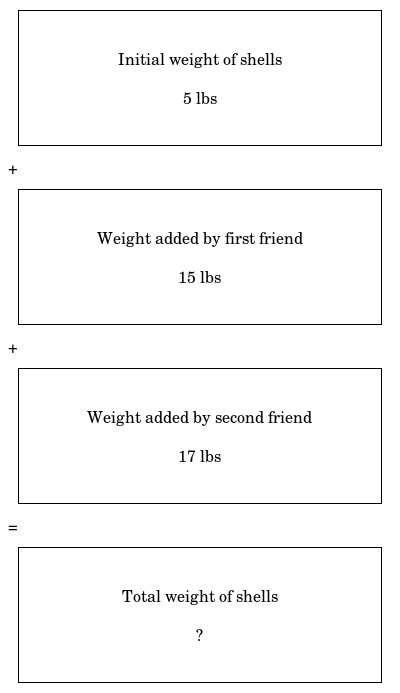 Initial weight of shells
5 lbs
+
Weight added by first friend
15 lbs
+
Weight added by second friend
17 lbs
=
Total weight of shells
?